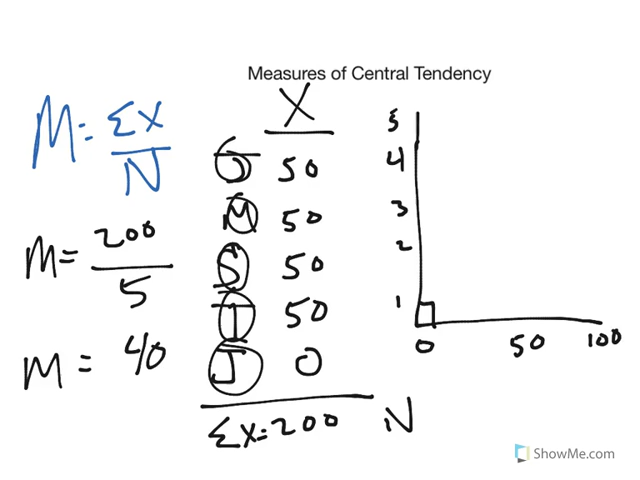 Measures of Central Tendency
X
M = ΣX
N
J 50
M 50
S 50
T 50
J 0
ΣX=200
N
M = 200
5
M = 40
5
4
3
2
1
0 50 100
ShowMe.com